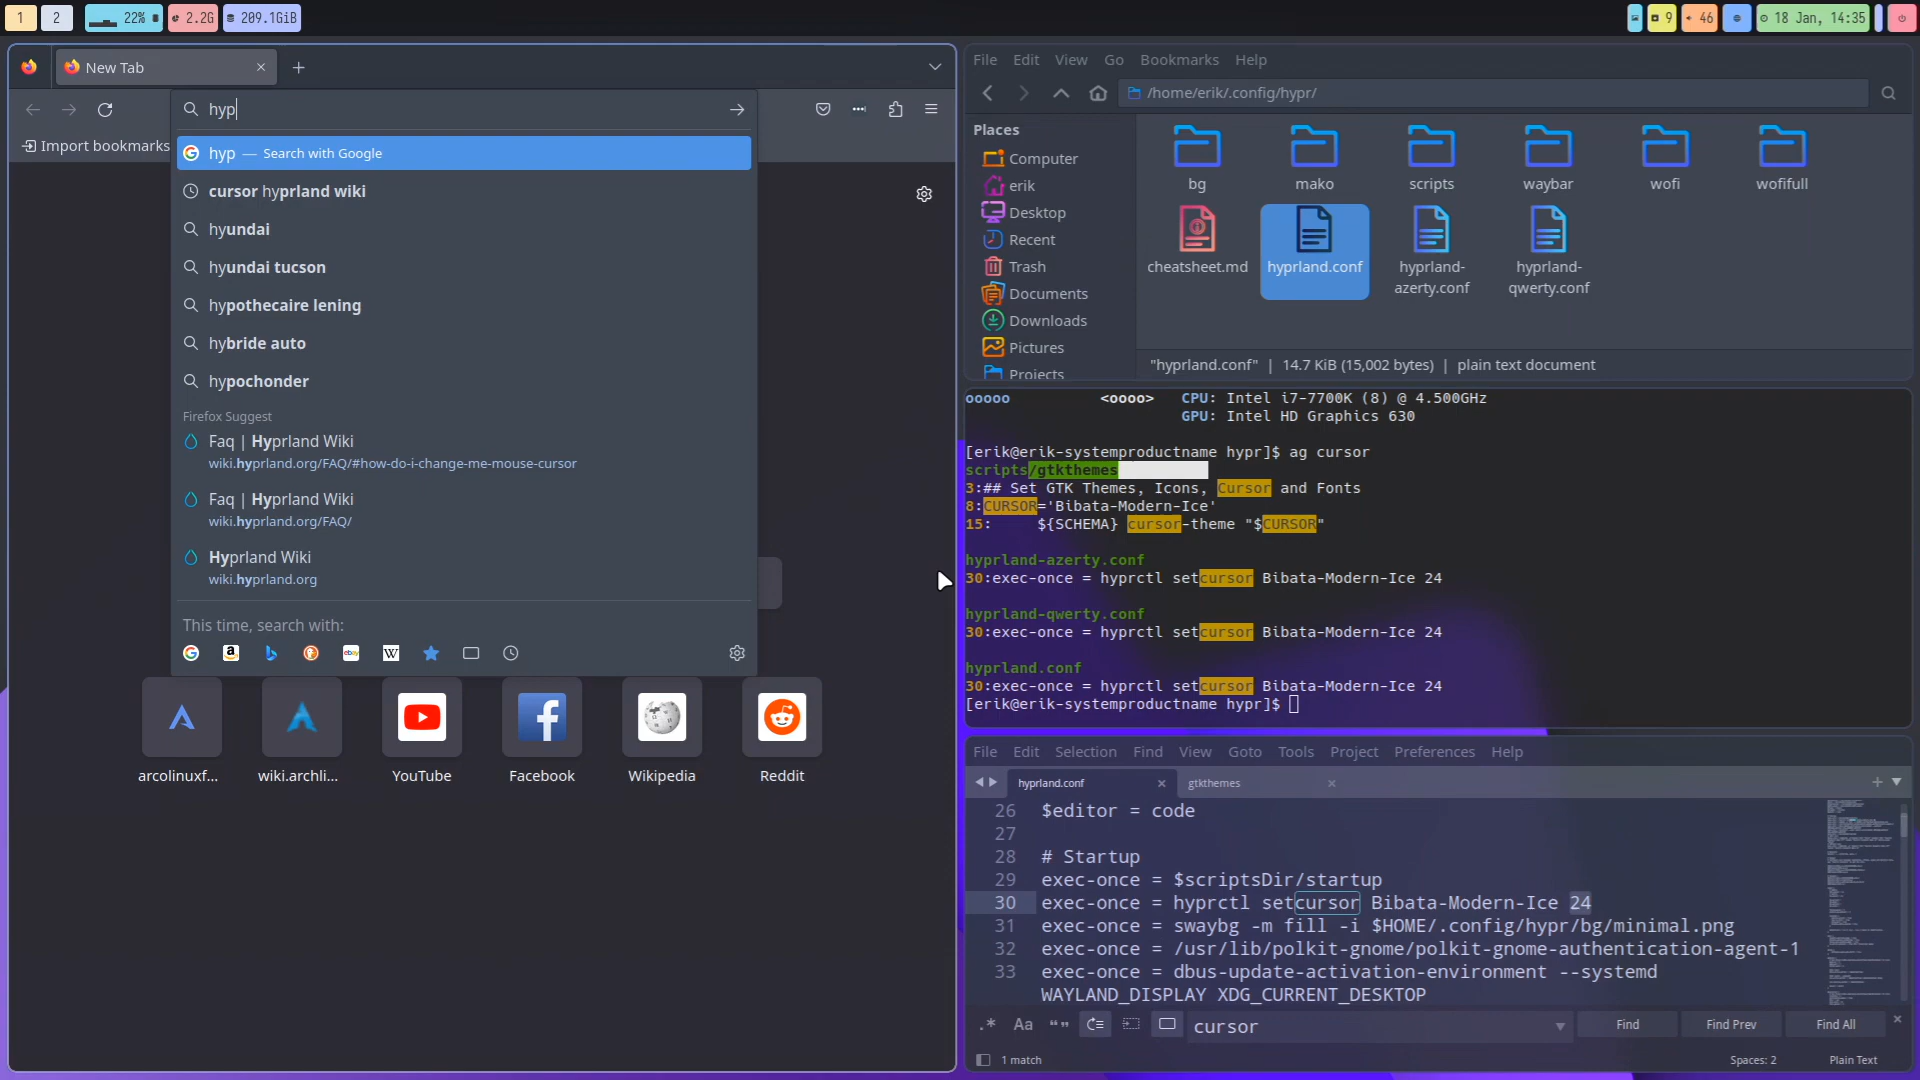 1 2 22% 2.2G 209.1GiB
9 46 18 Jan, 14:35
New Tab
hyp
Import bookmarks
hyp — Search with Google
cursor hyprland wiki
hyundai
hyundai tucson
hypothecaire lening
hybride auto
hypochonder
Firefox Suggest
Faq | Hyprland Wiki
wiki.hyprland.org/FAQ/#how-do-i-change-me-mouse-cursor
Faq | Hyprland Wiki
wiki.hyprland.org/FAQ/
Hyprland Wiki
wiki.hyprland.org
This time, search with:
arcolinuxf... wiki.archli... YouTube Facebook Wikipedia Reddit
File Edit View Go Bookmarks Help
/home/erik/.config/hypr/
Places
Computer
erik
Desktop
Recent
Trash
Documents
Downloads
Pictures
Projects
bg mako scripts waybar wofi wofifull
cheatsheet.md hyprland.conf hyprland-azerty.conf hyprland-qwerty.conf
"hyprland.conf" | 14.7 KiB (15,002 bytes) | plain text document
ooooo <oooo> CPU: Intel i7-7700K (8) @ 4.500GHz
GPU: Intel HD Graphics 630
[erik@erik-systemproductname hypr]$ ag cursor
scripts/gtkthemes
3:## Set GTK Themes, Icons, Cursor and Fonts
8:CURSOR='Bibata-Modern-Ice'
15: ${SCHEMA} cursor-theme "$CURSOR"
hyprland-azerty.conf
30:exec-once = hyprctl setcursor Bibata-Modern-Ice 24
hyprland-qwerty.conf
30:exec-once = hyprctl setcursor Bibata-Modern-Ice 24
hyprland.conf
30:exec-once = hyprctl setcursor Bibata-Modern-Ice 24
[erik@erik-systemproductname hypr]$
File Edit Selection Find View Goto Tools Project Preferences Help
hyprland.conf gtkthemes
26 $editor = code
27
28 # Startup
29 exec-once = $scriptsDir/startup
30 exec-once = hyprctl setcursor Bibata-Modern-Ice 24
31 exec-once = swaybg -m fill -i $HOME/.config/hypr/bg/minimal.png
32 exec-once = /usr/lib/polkit-gnome/polkit-gnome-authentication-agent-1
33 exec-once = dbus-update-activation-environment --systemd
WAYLAND_DISPLAY XDG_CURRENT_DESKTOP
.* Aa “” cursor Find Find Prev Find All
1 match Spaces: 2 Plain Text